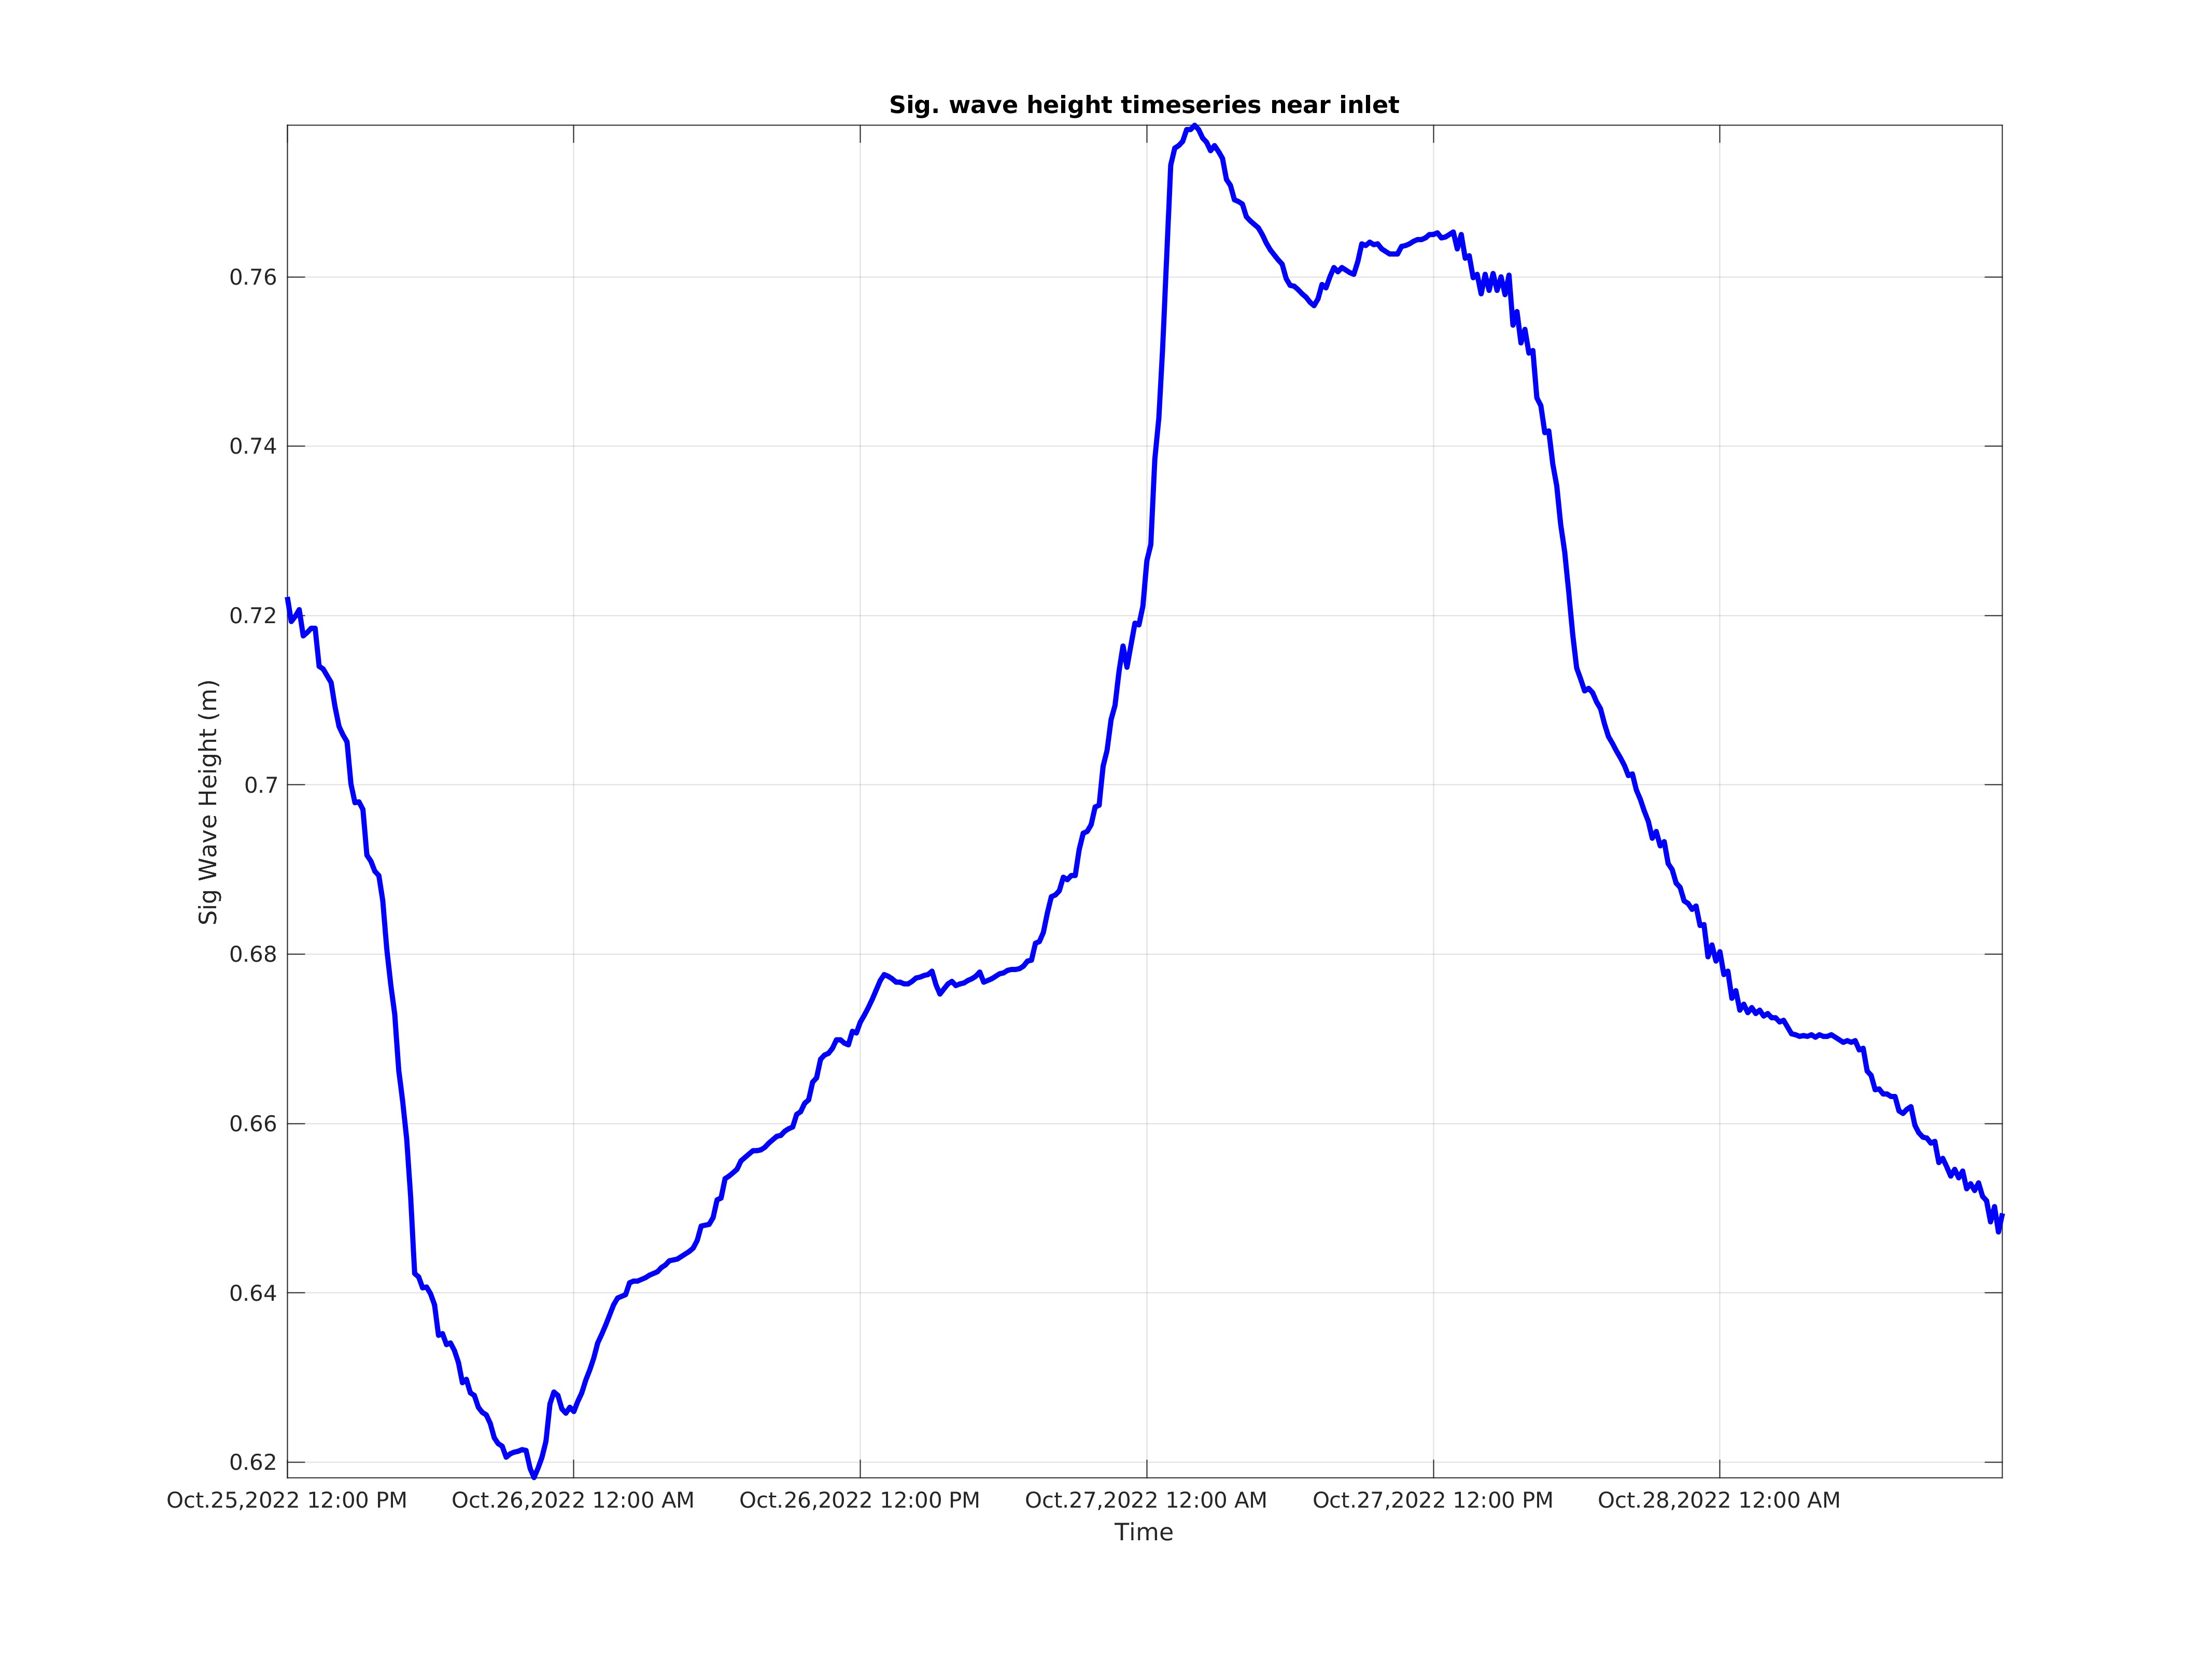 Sig. wave height timeseries near inlet
0.76
0.74
0.72
0.7
0.68
0.66
0.64
0.62
Sig Wave Height (m)
Oct.25,2022 12:00 PM
Oct.26,2022 12:00 AM
Oct.26,2022 12:00 PM
Oct.27,2022 12:00 AM
Oct.27,2022 12:00 PM
Oct.28,2022 12:00 AM
Time